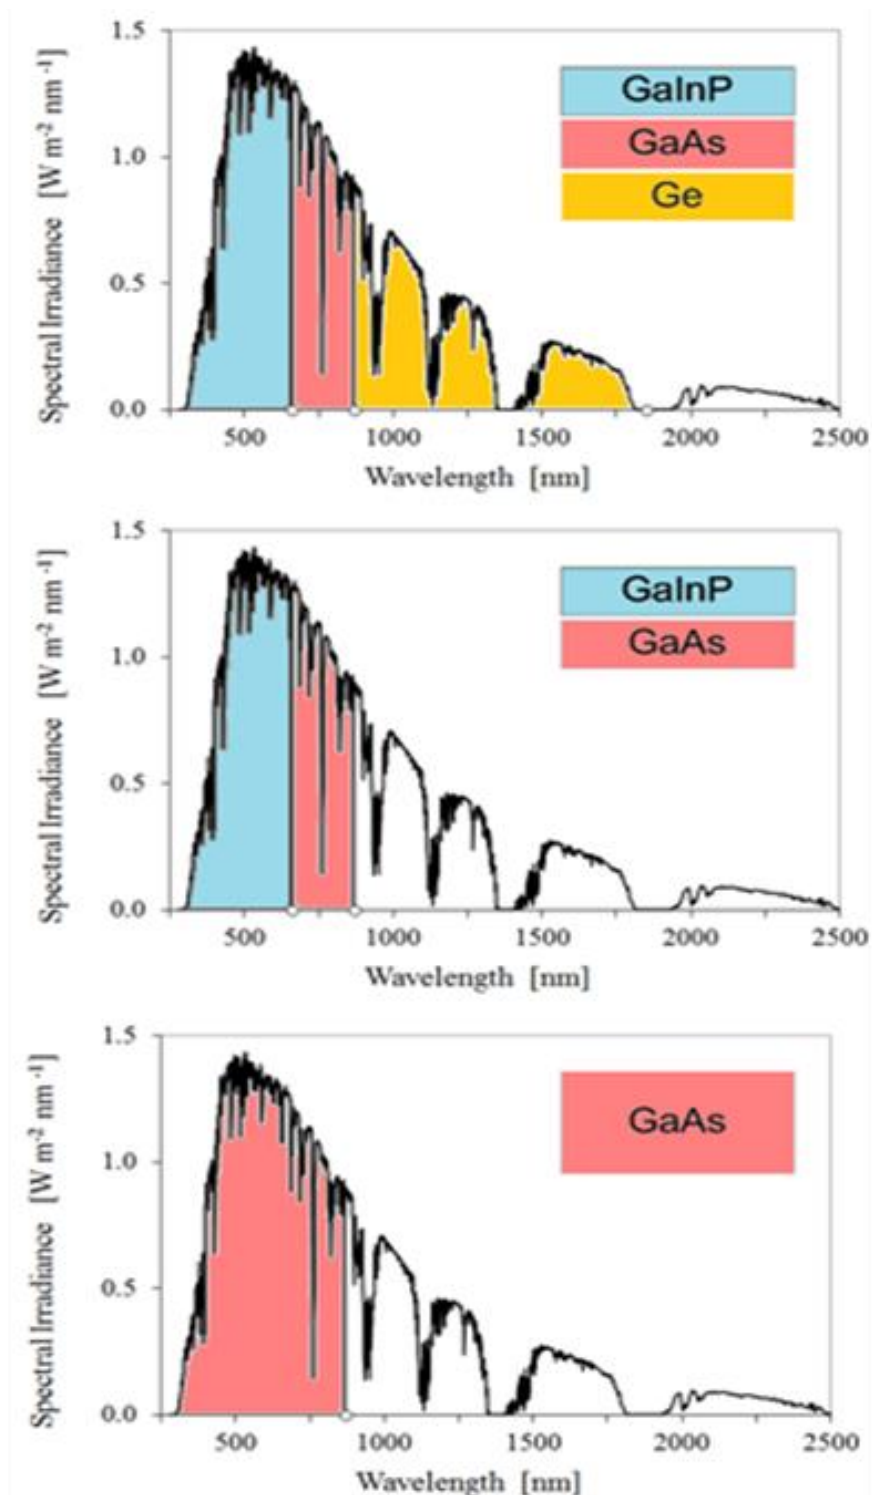 1.5
GaInP
GaAs
Ge
1.0
0.5
0.0
500 1000 1500 2000 2500
Wavelength [nm]
Spectral Irradiance [W m-2 nm-1]
1.5
GaInP
GaAs
1.0
0.5
0.0
500 1000 1500 2000 2500
Wavelength [nm]
Spectral Irradiance [W m-2 nm-1]
1.5
GaAs
1.0
0.5
0.0
500 1000 1500 2000 2500
Wavelength [nm]
Spectral Irradiance [W m-2 nm-1]